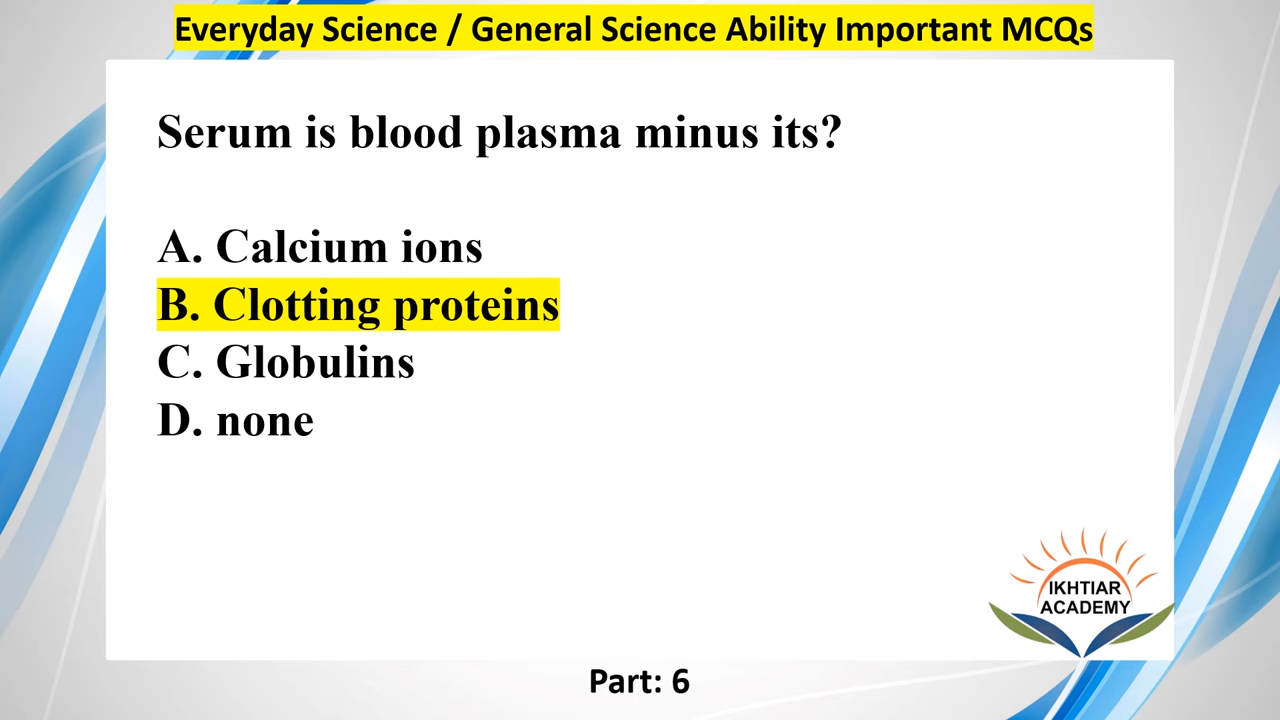 Everyday Science / General Science Ability Important MCQs
Serum is blood plasma minus its?
A. Calcium ions
B. Clotting proteins
C. Globulins
D. none
IKHTIAR
ACADEMY
Part: 6